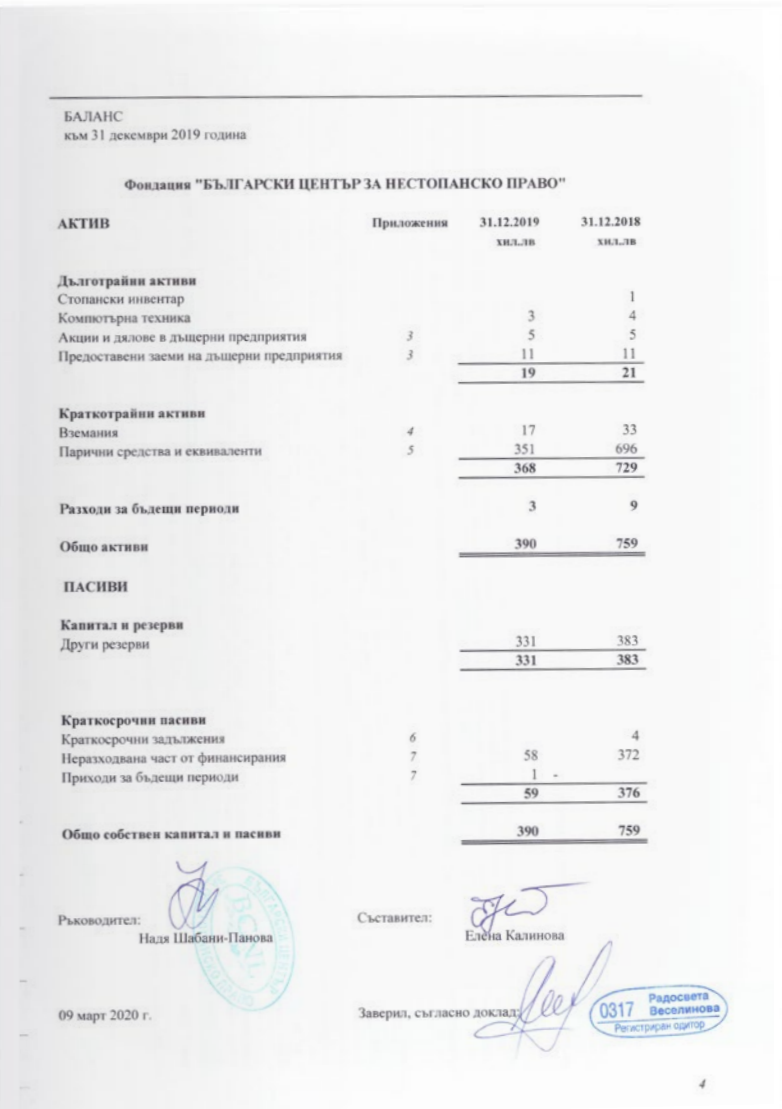 БАЛАНС
към 31 декември 2019 година
Фондация "БЪЛГАРСКИ ЦЕНТЪР ЗА НЕСТОПАНСКО ПРАВО"
АКТИВ Приложения 31.12.2019 31.12.2018
хил.лв хил.лв
Дълготрайни активи
Стопански инвентар 1
Компютърна техника 3 4
Акции и дялове в дъщерни предприятия 3 5 5
Предоставени заеми на дъщерни предприятия 3 11 11
19 21
Краткотрайни активи
Вземания 4 17 33
Парични средства и еквиваленти 5 351 696
368 729
Разходи за бъдещи периоди 3 9
Общо активи 390 759
ПАСИВИ
Капитал и резерви
Други резерви 331 383
331 383
Краткосрочни пасиви
Краткосрочни задължения 6 4
Неразходвана част от финансирания 7 58 372
Приходи за бъдещи периоди 7 1 -
59 376
Общо собствен капитал и пасиви 390 759
Ръководител: Съставител:
Надя Шабани-Панова Елена Калинова
09 март 2020 г. Заверил, съгласно доклад:
0317 Радосвета Веселинова
Регистриран одитор
BCNL
4